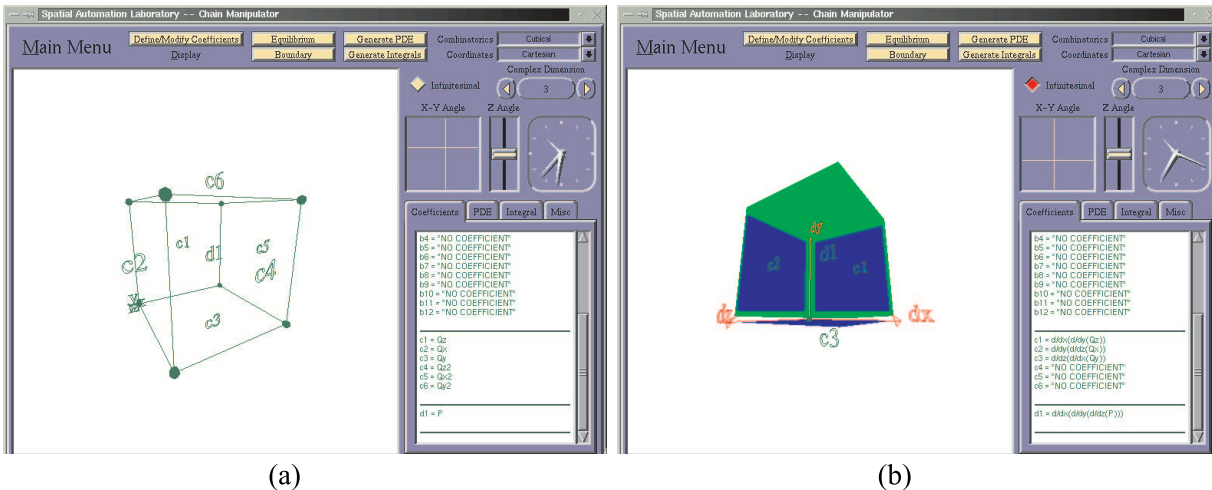 Spatial Automation Laboratory -- Chain Manipulator
Main Menu
Define/Modify Coefficients
Equilibrium
Generate PDE
Combinatorics
Cubical
Display
Boundary
Generate Integrals
Coordinates
Cartesian
Infinitesimal
Complex Dimension
3
X-Y Angle
Z Angle
c6
c1
c2
d1
c5
c4
c3
Coefficients
PDE
Integral
Misc
b4 = "NO COEFFICIENT"
b5 = "NO COEFFICIENT"
b6 = "NO COEFFICIENT"
b7 = "NO COEFFICIENT"
b8 = "NO COEFFICIENT"
b9 = "NO COEFFICIENT"
b10 = "NO COEFFICIENT"
b11 = "NO COEFFICIENT"
b12 = "NO COEFFICIENT"
c1 = Qz
c2 = Qx
c3 = Qy
c4 = Qz2
c5 = Qx2
c6 = Qy2
d1 = P
(a)
Spatial Automation Laboratory -- Chain Manipulator
Main Menu
Define/Modify Coefficients
Equilibrium
Generate PDE
Combinatorics
Cubical
Display
Boundary
Generate Integrals
Coordinates
Cartesian
Infinitesimal
Complex Dimension
3
X-Y Angle
Z Angle
dy
c2
d1
c1
dz
dx
c3
Coefficients
PDE
Integral
Misc
b4 = "NO COEFFICIENT"
b5 = "NO COEFFICIENT"
b6 = "NO COEFFICIENT"
b7 = "NO COEFFICIENT"
b8 = "NO COEFFICIENT"
b9 = "NO COEFFICIENT"
b10 = "NO COEFFICIENT"
b11 = "NO COEFFICIENT"
b12 = "NO COEFFICIENT"
c1 = d/dx(d/dy(Qz))
c2 = d/dy(d/dz(Qx))
c3 = d/dz(d/dx(Qy))
c4 = "NO COEFFICIENT"
c5 = "NO COEFFICIENT"
c6 = "NO COEFFICIENT"
d1 = d/dx(d/dy(d/dz(P)))
(b)